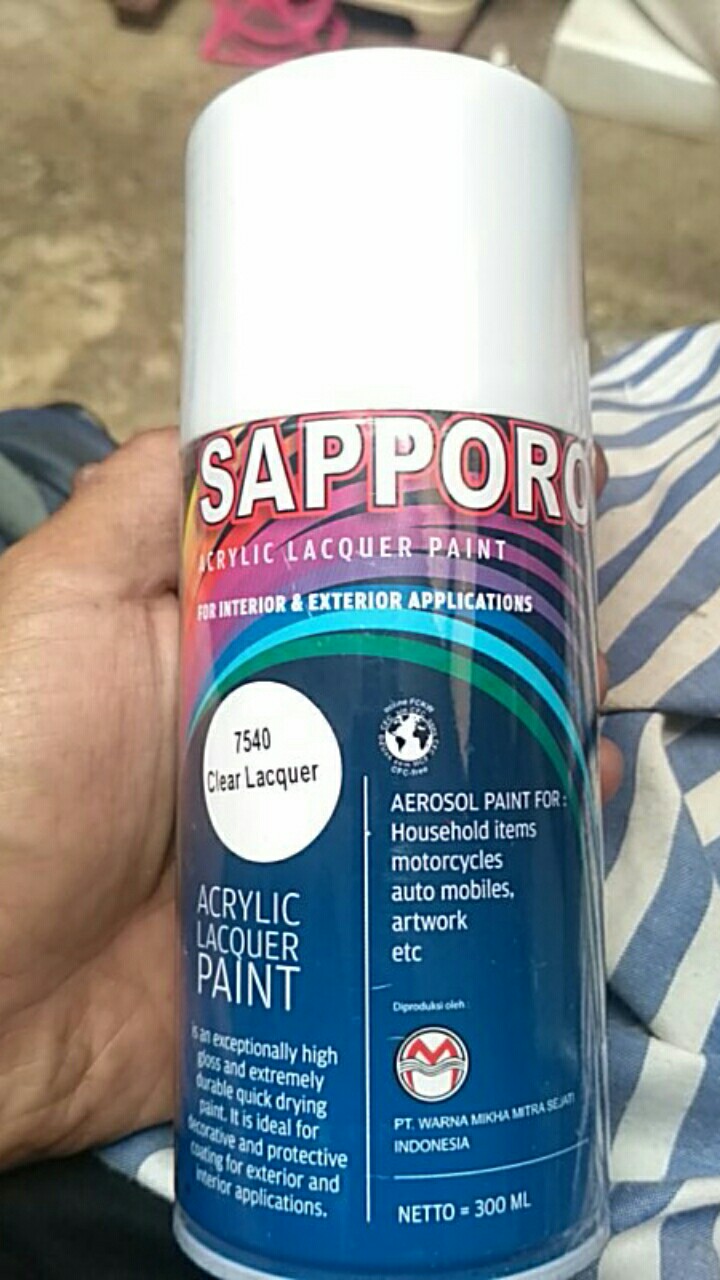 SAPPORO
ACRYLIC LACQUER PAINT
FOR INTERIOR & EXTERIOR APPLICATIONS
7540
Clear Lacquer
CFC-free
ACRYLIC
LACQUER
PAINT
is an exceptionally high
gloss and extremely
durable quick drying
paint. It is ideal for
decorative and protective
coating for exterior and
interior applications.
AEROSOL PAINT FOR :
Household items
motorcycles
auto mobiles,
artwork
etc
Diproduksi oleh :
PT. WARNA MIKHA MITRA SEJATI
INDONESIA
NETTO = 300 ML